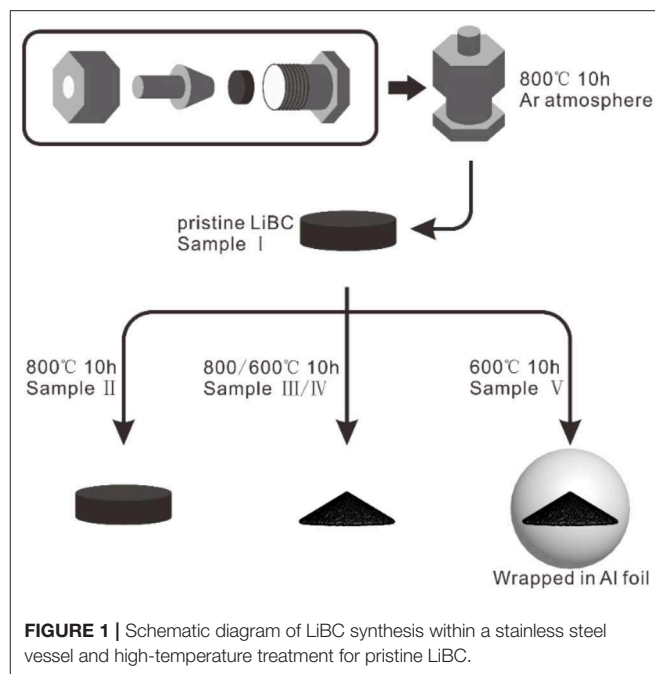 800℃ 10h
Ar atmosphere
pristine LiBC
Sample Ⅰ
800℃ 10h
Sample Ⅱ
800/600℃ 10h
Sample Ⅲ/Ⅳ
600℃ 10h
Sample Ⅴ
Wrapped in Al foil
FIGURE 1 | Schematic diagram of LiBC synthesis within a stainless steel
vessel and high-temperature treatment for pristine LiBC.